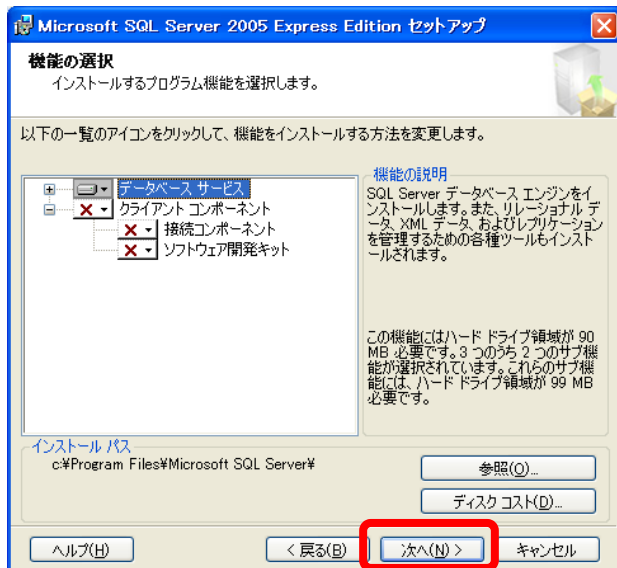 Microsoft SQL Server 2005 Express Edition セットアップ
機能の選択
インストールするプログラム機能を選択します。
以下の一覧のアイコンをクリックして、機能をインストールする方法を変更します。
データベース サービス
クライアント コンポーネント
接続コンポーネント
ソフトウェア開発キット
機能の説明
SQL Server データベース エンジンをイ
ンストールします。また、リレーショナル デ
ータ、XML データ、およびレプリケーション
を管理するための各種ツールもインスト
ールされます。
この機能にはハード ドライブ領域が 90
MB 必要です。3 つのうち 2 つのサブ機
能が選択されています。これらのサブ機
能には、ハード ドライブ領域が 99 MB
必要です。
インストール パス
c:¥Program Files¥Microsoft SQL Server¥
参照(O)...
ディスク コスト(D)...
ヘルプ(H)
< 戻る(B)
次へ(N) >
キャンセル